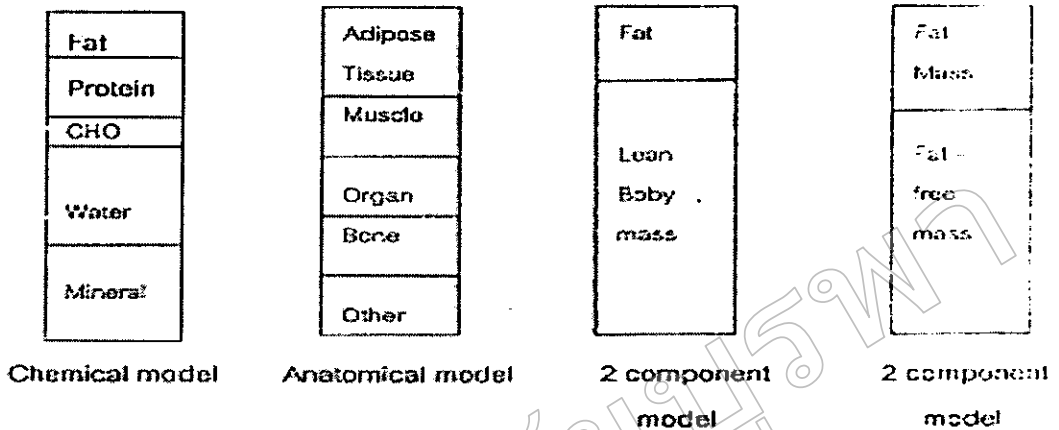 Fat
Protein
CHO
Water
Mineral
Chemical model
Adipose
Tissue
Muscle
Organ
Bone
Other
Anatomical model
Fat
Lean
Boby
mass
2 component
model
Fat
Mass
Fat -
free
mass
2 component
model